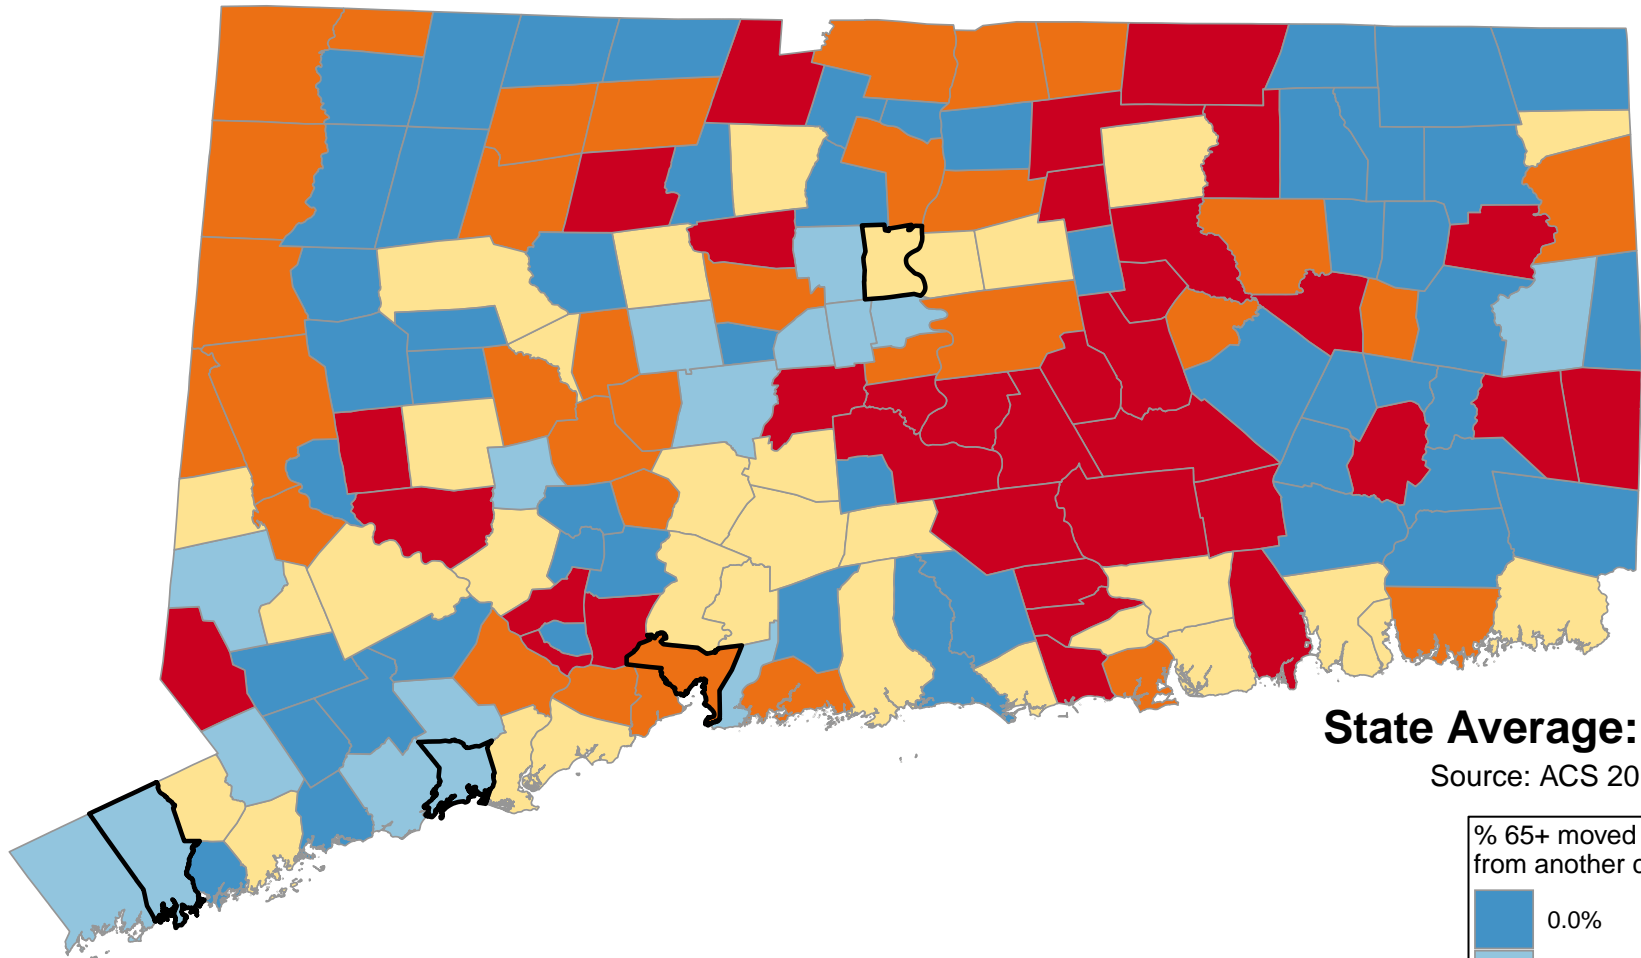 State Average:
Source: ACS 20
% 65+ moved
from another
0.0%